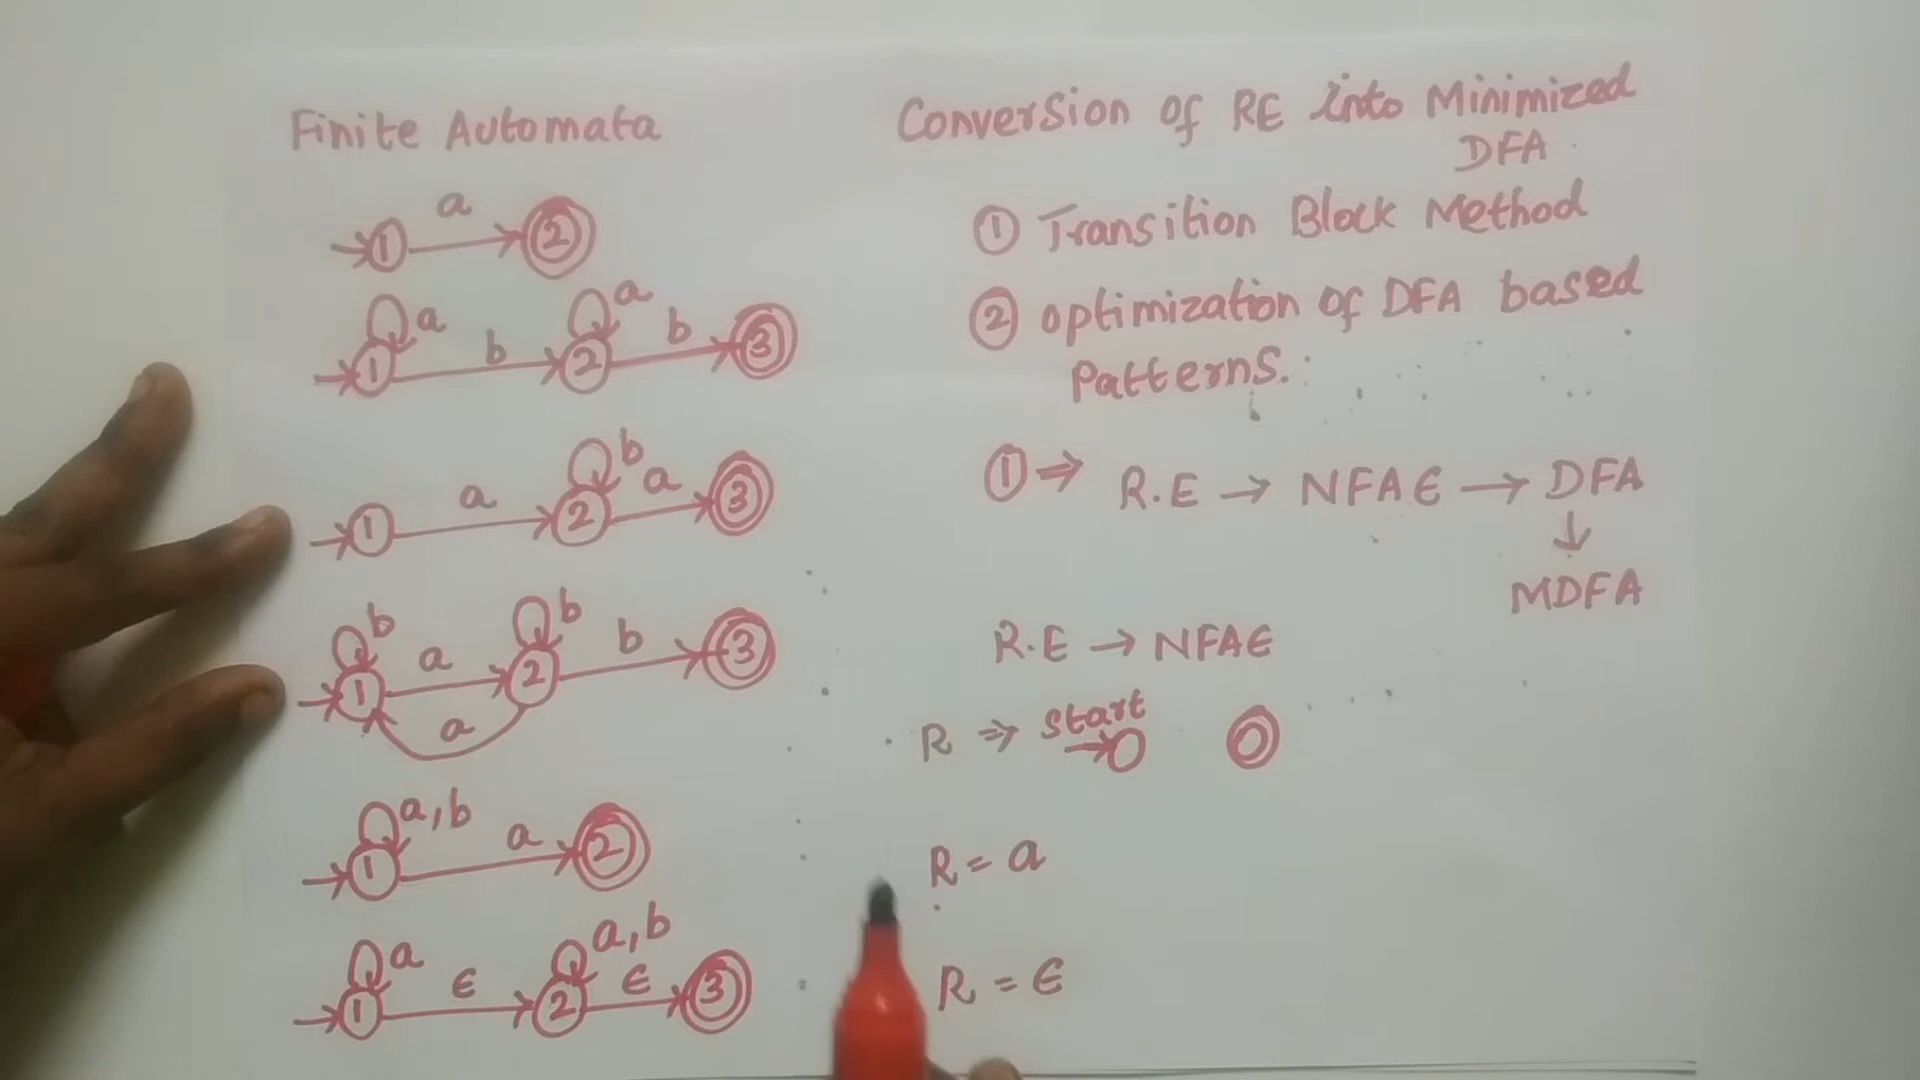 Finite Automata
a
1 2
a a
b b
1 2 3
b
a a
1 2 3
b b
a b
1 2 3
a
a,b
a
1 2
a a,b
ϵ ϵ
1 2 3
Conversion of RE into Minimized
DFA
① Transition Block Method
② optimization of DFA based
Patterns.
① ⇒ R.E → NFAϵ → DFA
↓
MDFA
R.E → NFAϵ
R ⇒ Start
R = a
R = ϵ